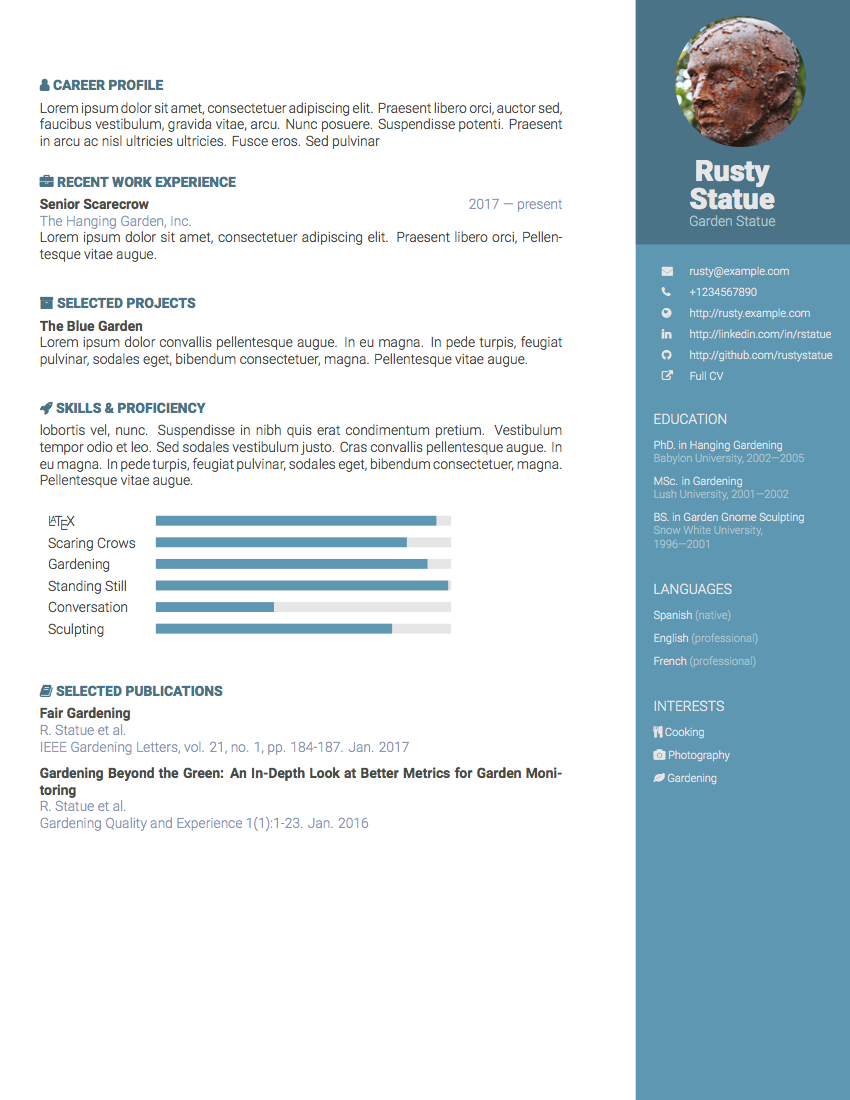 CAREER PROFILE
Lorem ipsum dolor sit amet, consectetuer adipiscing elit. Praesent libero orci, auctor sed,
faucibus vestibulum, gravida vitae, arcu. Nunc posuere. Suspendisse potenti. Praesent
in arcu ac nisl ultricies ultricies. Fusce eros. Sed pulvinar
RECENT WORK EXPERIENCE
Senior Scarecrow 2017 — present
The Hanging Garden, Inc.
Lorem ipsum dolor sit amet, consectetuer adipiscing elit. Praesent libero orci, Pellen-
tesque vitae augue.
SELECTED PROJECTS
The Blue Garden
Lorem ipsum dolor convallis pellentesque augue. In eu magna. In pede turpis, feugiat
pulvinar, sodales eget, bibendum consectetuer, magna. Pellentesque vitae augue.
SKILLS & PROFICIENCY
lobortis vel, nunc. Suspendisse in nibh quis erat condimentum pretium. Vestibulum
tempor odio et leo. Sed sodales vestibulum justo. Cras convallis pellentesque augue. In
eu magna. In pede turpis, feugiat pulvinar, sodales eget, bibendum consectetuer, magna.
Pellentesque vitae augue.
LATEX
Scaring Crows
Gardening
Standing Still
Conversation
Sculpting
SELECTED PUBLICATIONS
Fair Gardening
R. Statue et al.
IEEE Gardening Letters, vol. 21, no. 1, pp. 184-187. Jan. 2017
Gardening Beyond the Green: An In-Depth Look at Better Metrics for Garden Moni-
toring
R. Statue et al.
Gardening Quality and Experience 1(1):1-23. Jan. 2016
Rusty
Statue
Garden Statue
rusty@example.com
+1234567890
http://rusty.example.com
http://linkedin.com/in/rstatue
http://github.com/rustystatue
Full CV
EDUCATION
PhD. in Hanging Gardening
Babylon University, 2002—2005
MSc. in Gardening
Lush University, 2001—2002
BS. in Garden Gnome Sculpting
Snow White University,
1996—2001
LANGUAGES
Spanish (native)
English (professional)
French (professional)
INTERESTS
Cooking
Photography
Gardening